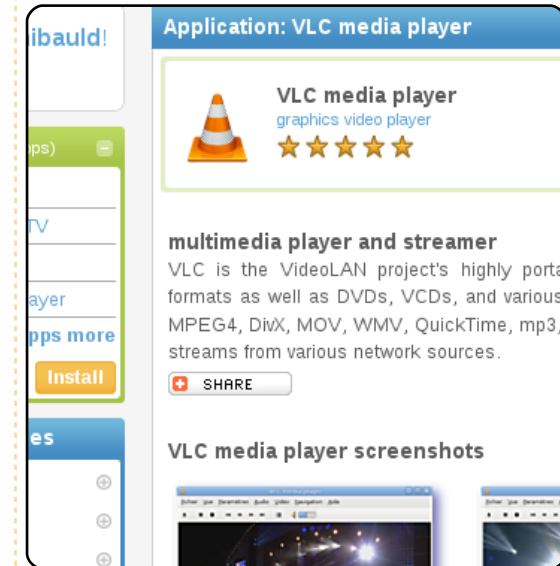 ibauld!
ps)
TV
ayer
pps more
Install
es
Application: VLC media player
VLC media player
graphics video player
multimedia player and streamer
VLC is the VideoLAN project's highly porta
formats as well as DVDs, VCDs, and various
MPEG4, DivX, MOV, WMV, QuickTime, mp3,
streams from various network sources.
SHARE
VLC media player screenshots